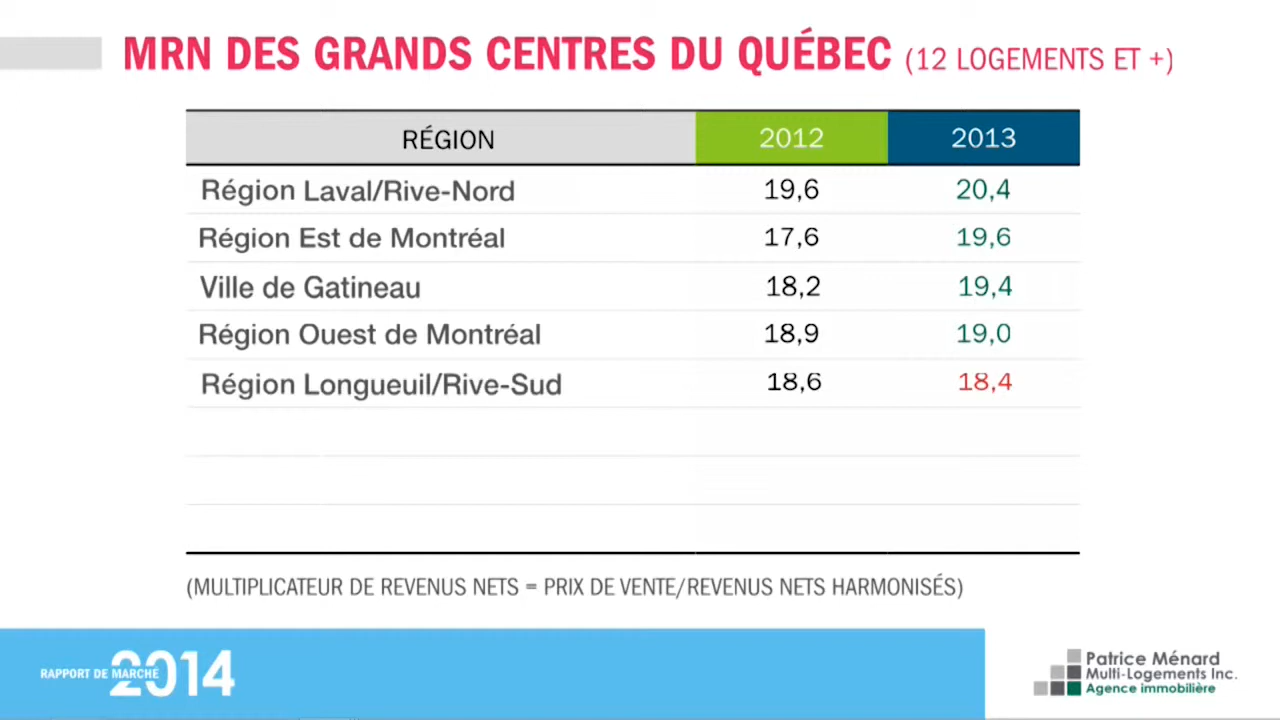 MRN DES GRANDS CENTRES DU QUÉBEC (12 LOGEMENTS ET +)
RÉGION 2012 2013
Région Laval/Rive-Nord 19,6 20,4
Région Est de Montréal 17,6 19,6
Ville de Gatineau 18,2 19,4
Région Ouest de Montréal 18,9 19,0
Région Longueuil/Rive-Sud 18,6 18,4
(MULTIPLICATEUR DE REVENUS NETS = PRIX DE VENTE/REVENUS NETS HARMONISÉS)
RAPPORT DE MARCHÉ 2014
Patrice Ménard
Multi-Logements Inc.
Agence immobilière